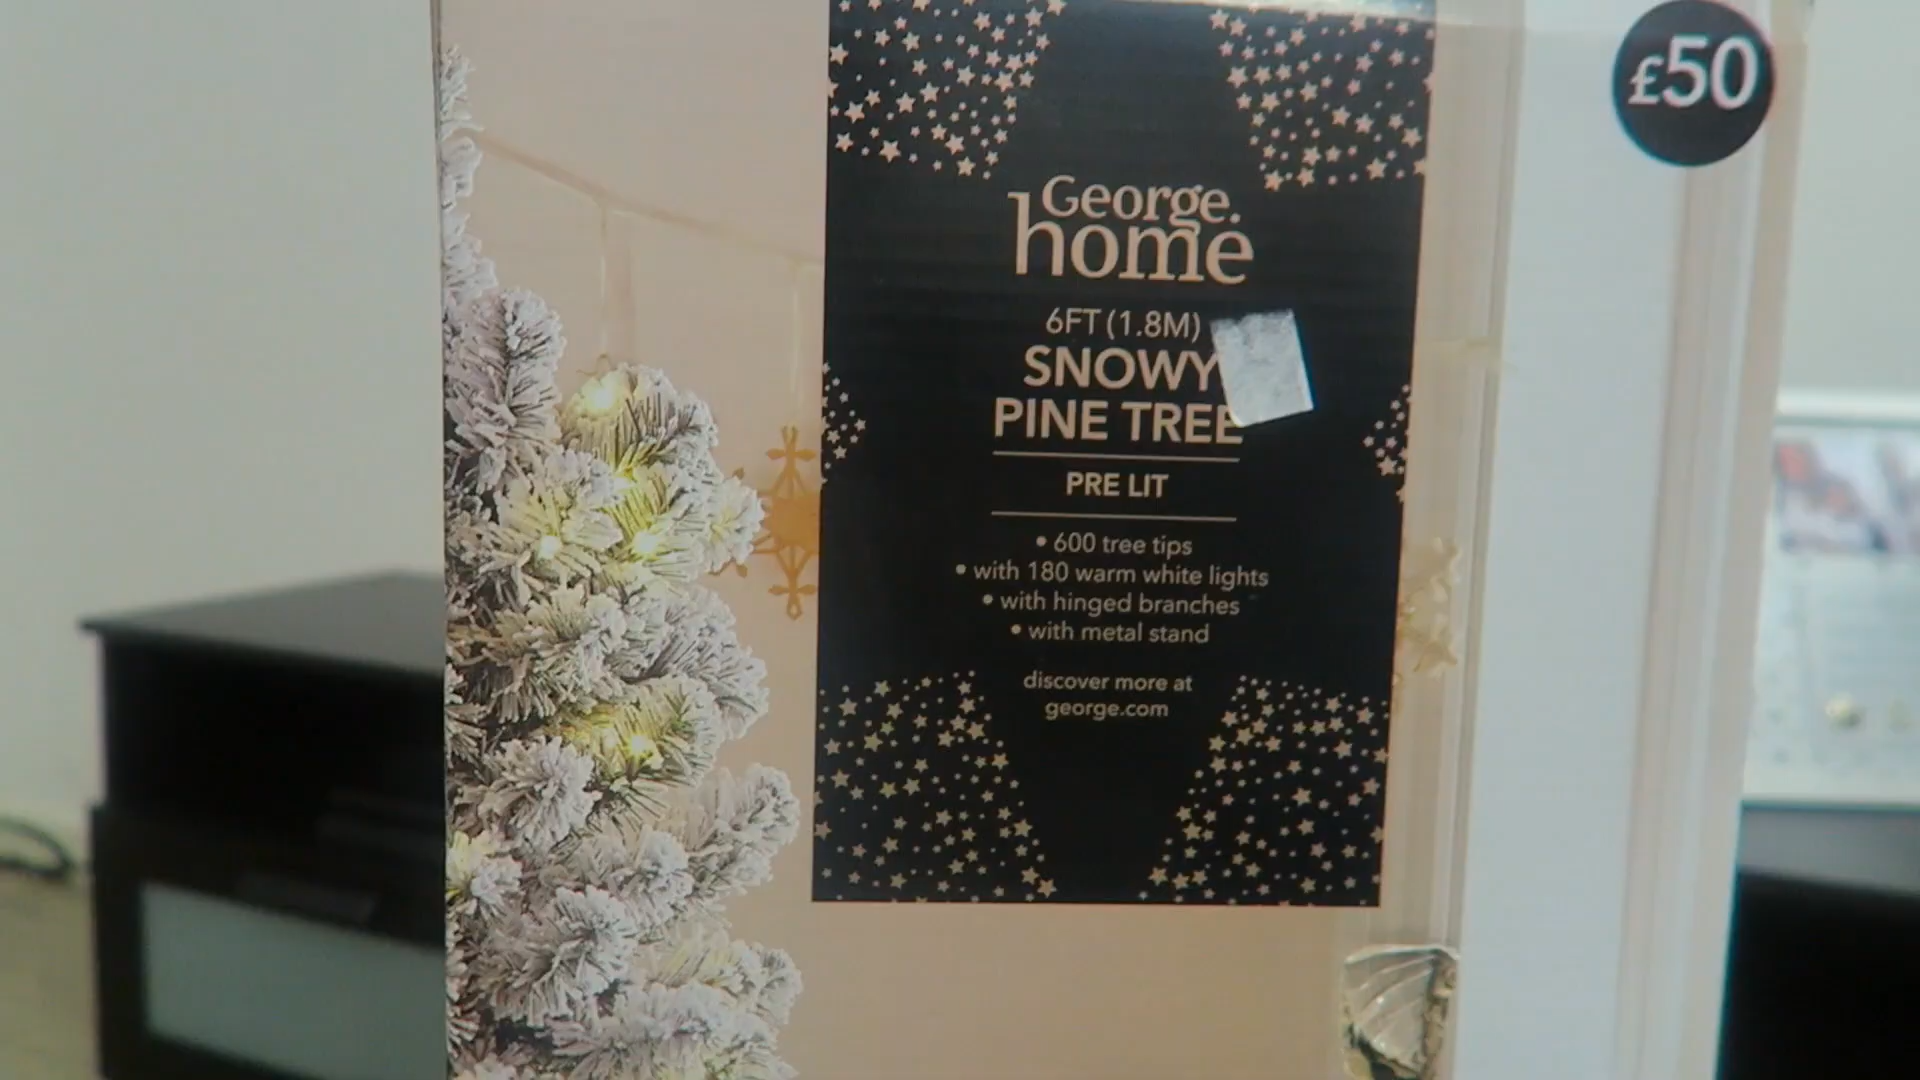 £50
George.
home
6FT (1.8M)
SNOWY
PINE TREE
PRE LIT
• 600 tree tips
• with 180 warm white lights
• with hinged branches
• with metal stand
discover more at
george.com